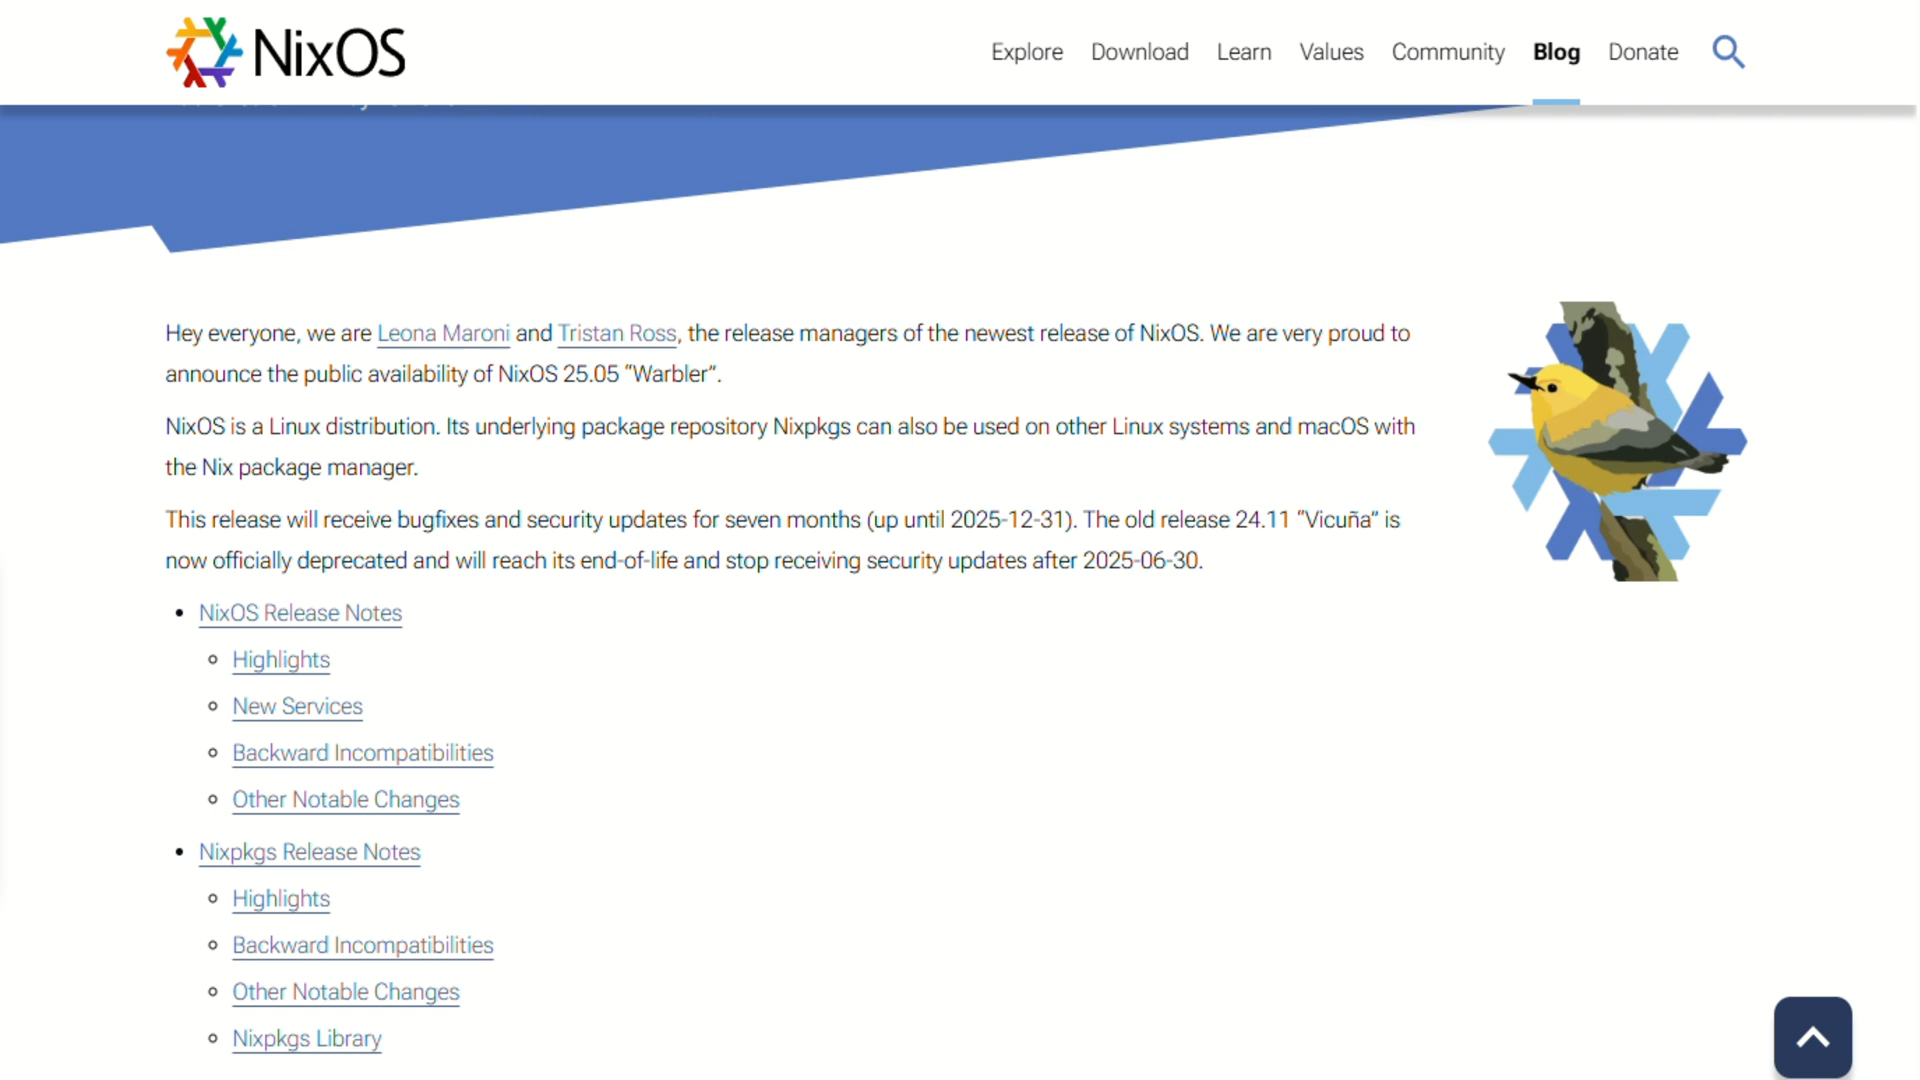 NixOS
Explore Download Learn Values Community Blog Donate
Hey everyone, we are Leona Maroni and Tristan Ross, the release managers of the newest release of NixOS. We are very proud to
announce the public availability of NixOS 25.05 “Warbler”.
NixOS is a Linux distribution. Its underlying package repository Nixpkgs can also be used on other Linux systems and macOS with
the Nix package manager.
This release will receive bugfixes and security updates for seven months (up until 2025-12-31). The old release 24.11 “Vicuña” is
now officially deprecated and will reach its end-of-life and stop receiving security updates after 2025-06-30.
NixOS Release Notes
Highlights
New Services
Backward Incompatibilities
Other Notable Changes
Nixpkgs Release Notes
Highlights
Backward Incompatibilities
Other Notable Changes
Nixpkgs Library